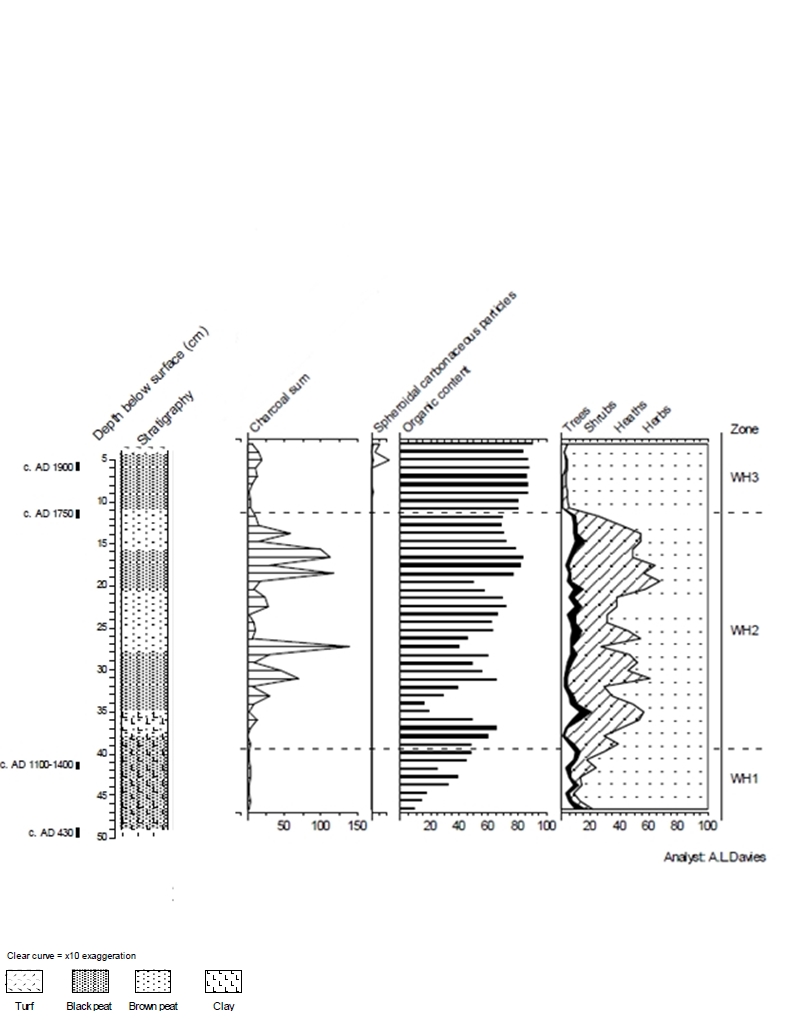 Depth below surface (cm)
Stratigraphy
Charcoal sum
Spheroidal carbonaceous particles
Organic content
Trees
Shrubs
Heaths
Herbs
Zone
c. AD 1900
c. AD 1750
c. AD 1100-1400
c. AD 430
5
10
15
20
25
30
35
40
45
50
WH3
WH2
WH1
50 100 150
20 40 60 80 100
20 40 60 80 100
Analyst: A.L.Davies
Clear curve = x10 exaggeration
Turf Black peat Brown peat Clay